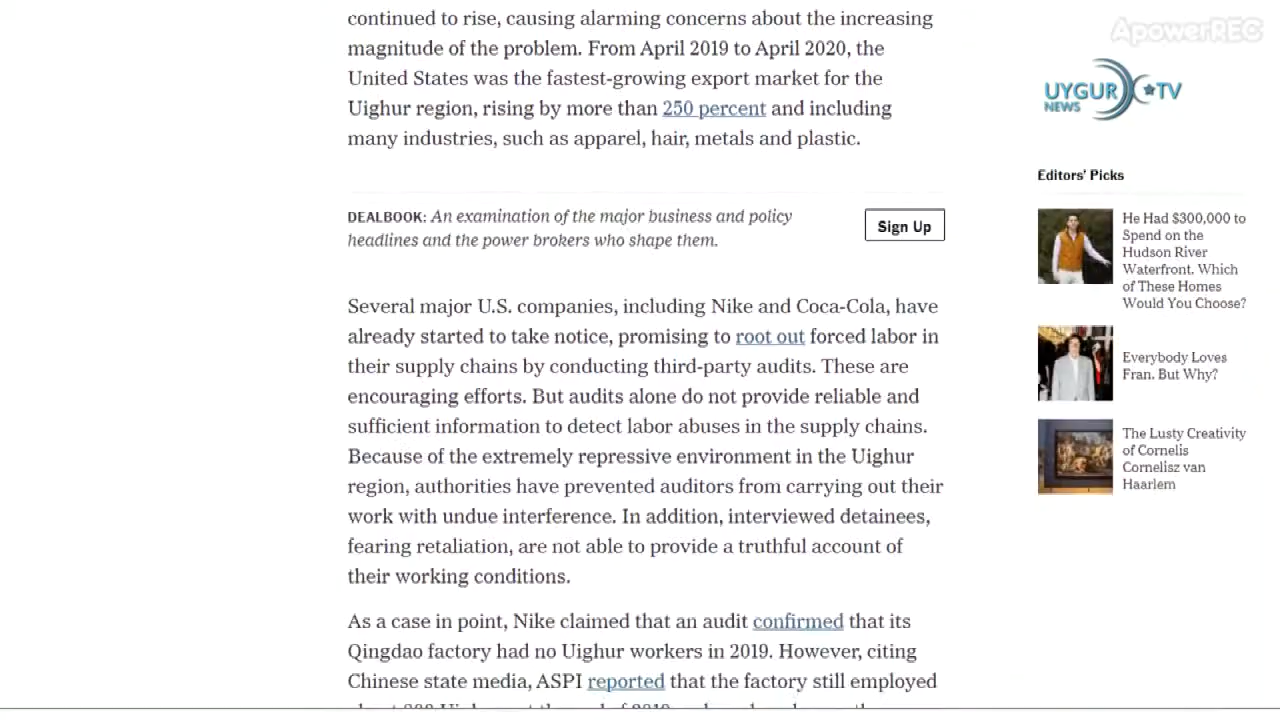 continued to rise, causing alarming concerns about the increasing
magnitude of the problem. From April 2019 to April 2020, the
United States was the fastest-growing export market for the
Uighur region, rising by more than 250 percent and including
many industries, such as apparel, hair, metals and plastic.
DEALBOOK: An examination of the major business and policy
headlines and the power brokers who shape them.
Sign Up
Several major U.S. companies, including Nike and Coca-Cola, have
already started to take notice, promising to root out forced labor in
their supply chains by conducting third-party audits. These are
encouraging efforts. But audits alone do not provide reliable and
sufficient information to detect labor abuses in the supply chains.
Because of the extremely repressive environment in the Uighur
region, authorities have prevented auditors from carrying out their
work with undue interference. In addition, interviewed detainees,
fearing retaliation, are not able to provide a truthful account of
their working conditions.
As a case in point, Nike claimed that an audit confirmed that its
Qingdao factory had no Uighur workers in 2019. However, citing
Chinese state media, ASPI reported that the factory still employed
ApowerREC
UYGUR TV
NEWS
Editors' Picks
He Had $300,000 to
Spend on the
Hudson River
Waterfront. Which
of These Homes
Would You Choose?
Everybody Loves
Fran. But Why?
The Lusty Creativity
of Cornelis
Cornelisz van
Haarlem